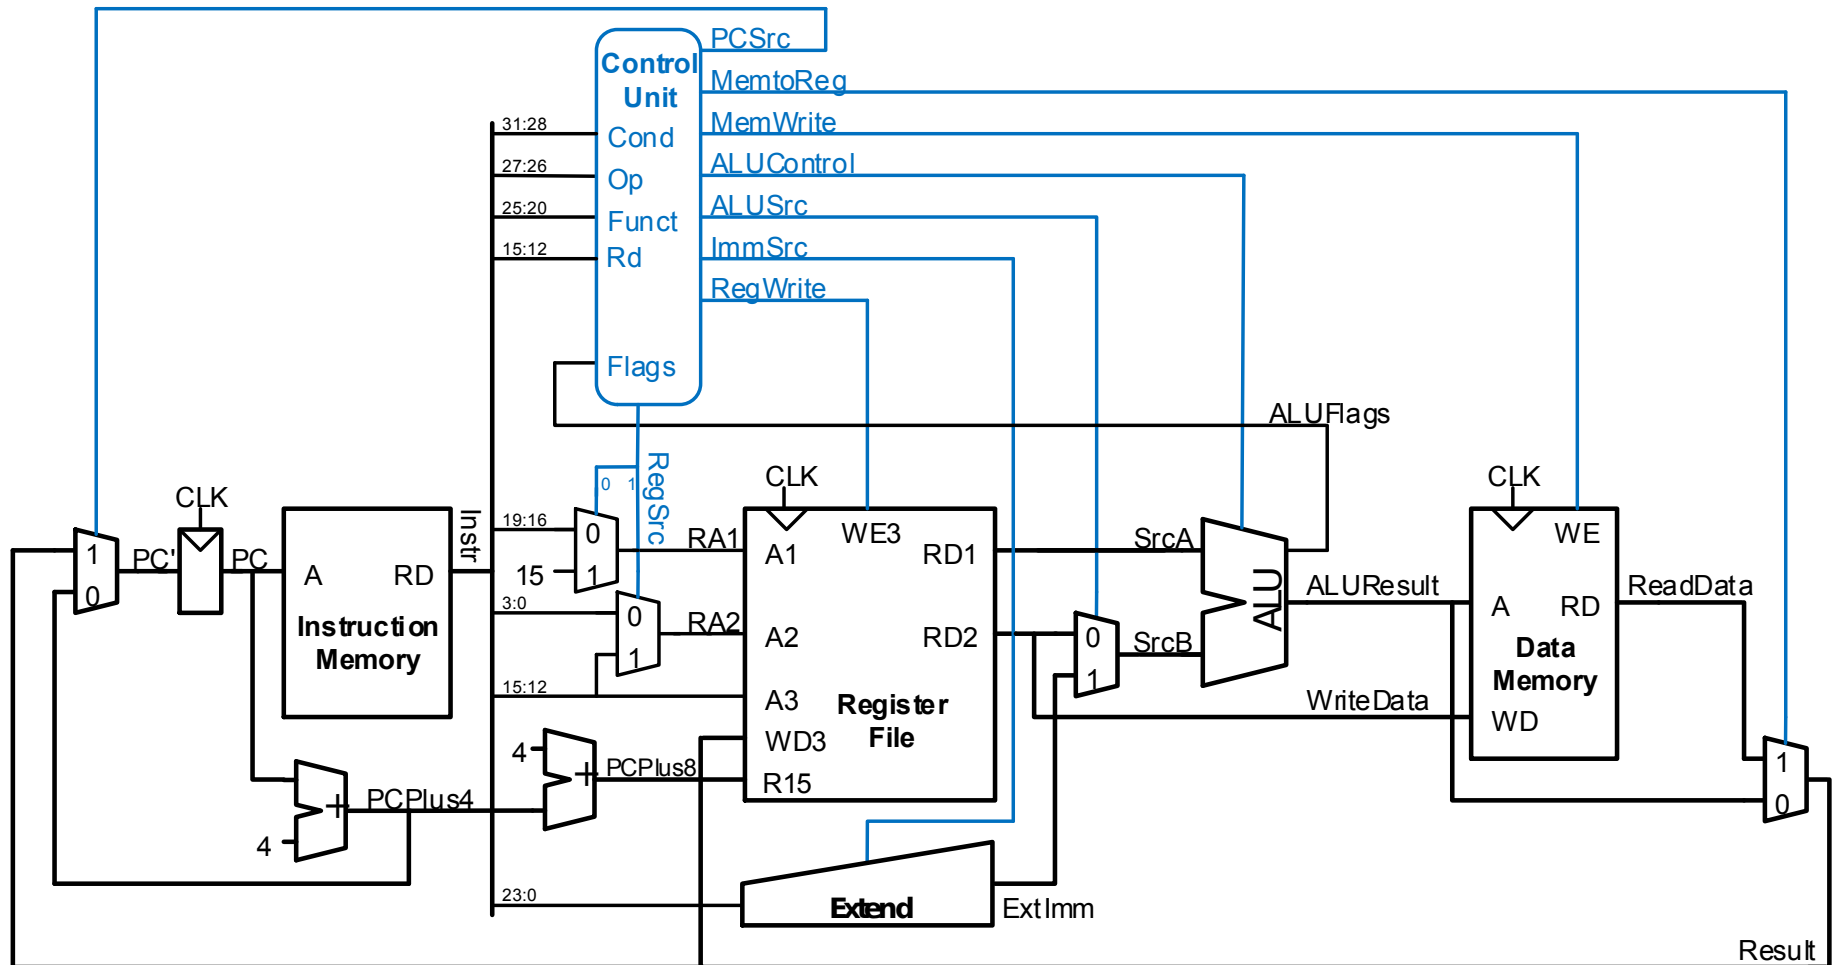 PCSrc
Control
Unit
MemtoReg
MemWrite
31:28
Cond
ALUControl
27:26
Op
ALUSrc
25:20
Funct
ImmSrc
15:12
Rd
RegWrite
Flags
ALUFlags
RegSrc
0 1
CLK
CLK
CLK
Instr
19:16
0
1
15
RA1
A1
WE3
RD1
SrcA
WE
1
0
PC'
PC
A
RD
Instruction
Memory
3:0
0
1
RA2
A2
RD2
0
1
SrcB
ALU
ALUResult
A
RD
ReadData
Data
Memory
15:12
A3
Register
File
WriteData
WD
WD3
4
+
PCPlus8
R15
1
0
4
+
PCPlus4
23:0
Extend
ExtImm
Result